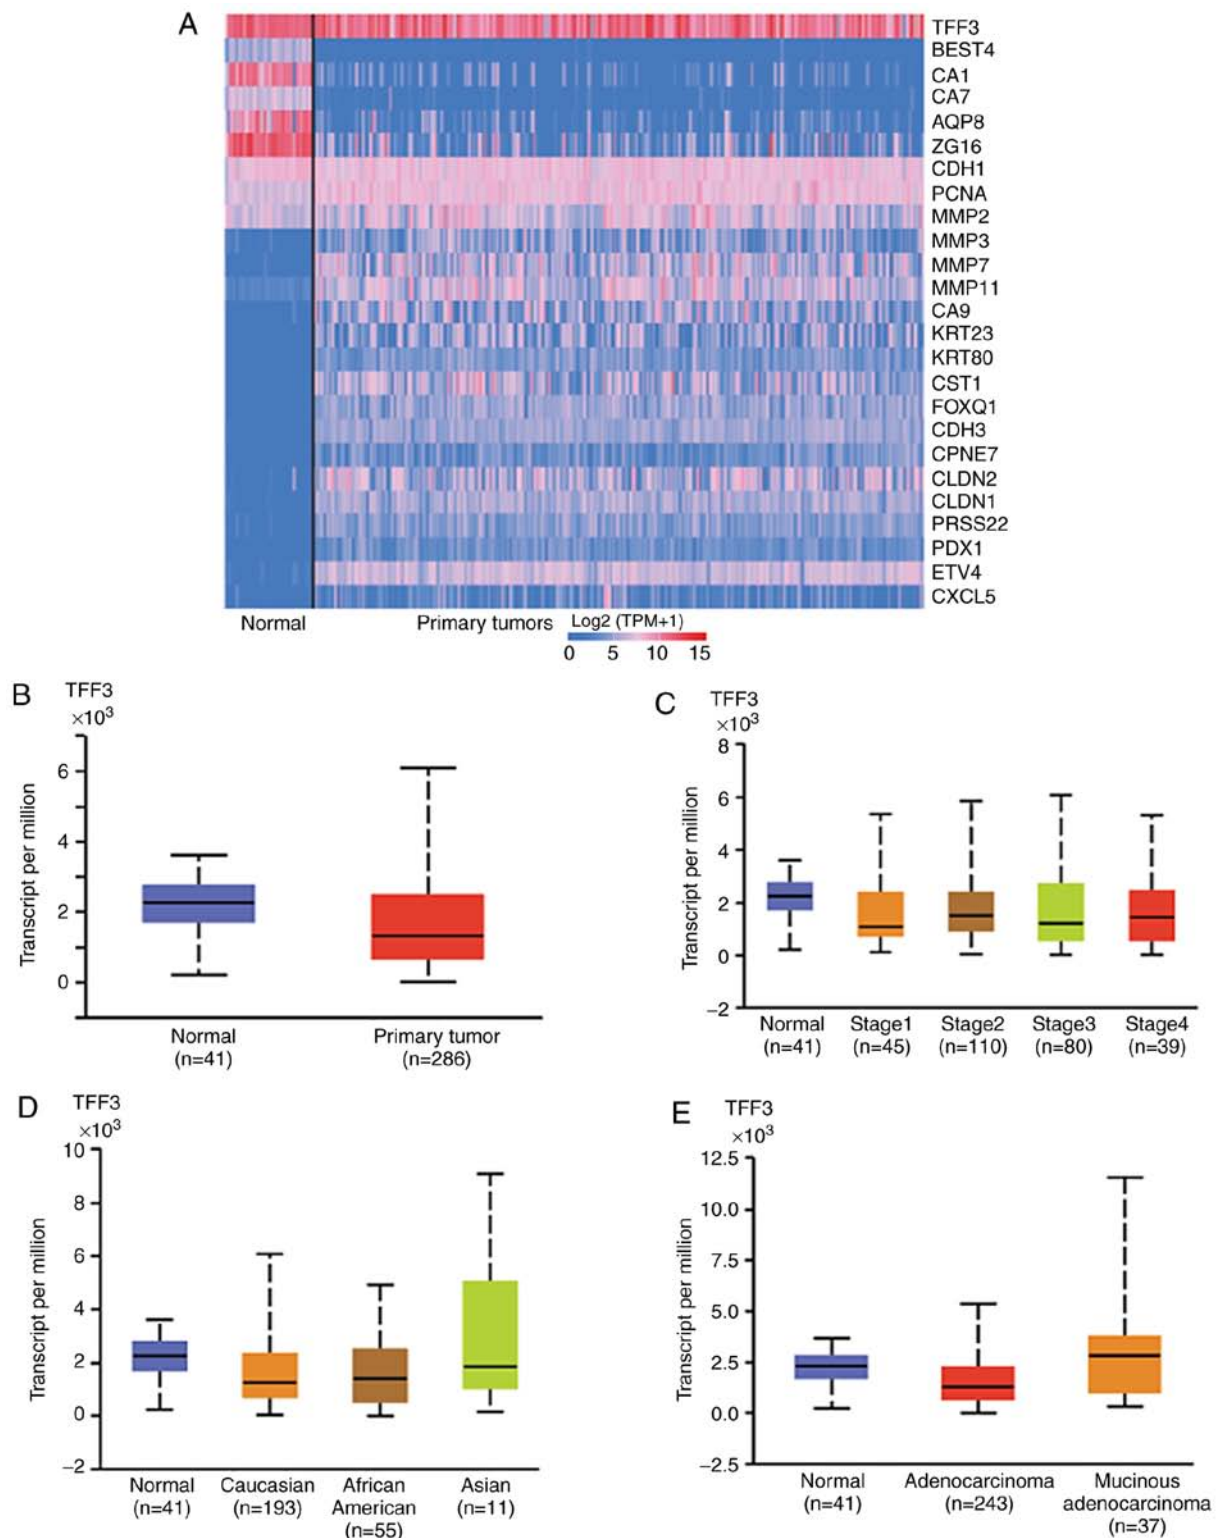 A
TFF3
BEST4
CA1
CA7
AQP8
ZG16
CDH1
PCNA
MMP2
MMP3
MMP7
MMP11
CA9
KRT23
KRT80
CST1
FOXQ1
CDH3
CPNE7
CLDN2
CLDN1
PRSS22
PDX1
ETV4
CXCL5
Normal Primary tumors Log2 (TPM+1)
0 5 10 15
B
TFF3
×10³
Transcript per million
6
4
2
0
Normal
(n=41)
Primary tumor
(n=286)
C
TFF3
×10³
Transcript per million
8
6
4
2
0
−2
Normal
(n=41)
Stage1
(n=45)
Stage2
(n=110)
Stage3
(n=80)
Stage4
(n=39)
D
TFF3
×10³
Transcript per million
10
8
6
4
2
0
−2
Normal
(n=41)
Caucasian
(n=193)
African
American
(n=55)
Asian
(n=11)
E
TFF3
×10³
Transcript per million
12.5
10.0
7.5
5.0
2.5
0.0
−2.5
Normal
(n=41)
Adenocarcinoma
(n=243)
Mucinous
adenocarcinoma
(n=37)